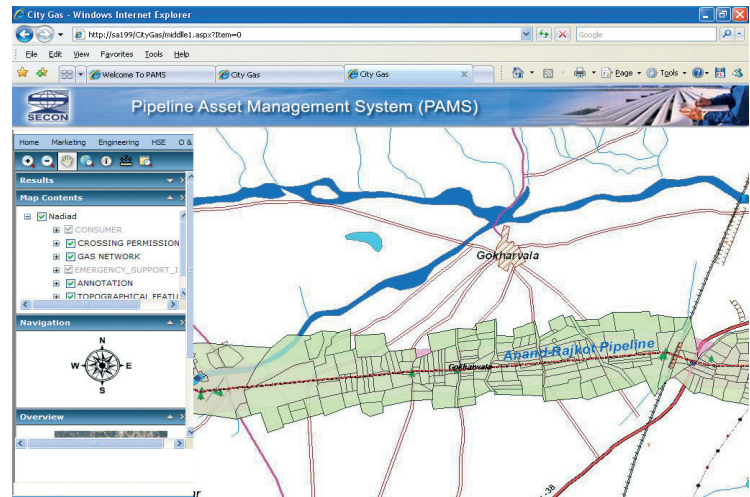 City Gas - Windows Internet Explorer
http://sa199/CityGas/middle1.aspx?Item=0
Google
File Edit View Favorites Tools Help
Welcome To PAMS
City Gas
City Gas
Page
Tools
SECON
Pipeline Asset Management System (PAMS)
Home Marketing Engineering HSE O &
Results
Map Contents
Nadiad
CONSUMER
CROSSING PERMISSION
GAS NETWORK
EMERGENCY_SUPPORT_I
ANNOTATION
TOPOGRAPHICAL FEATU
Navigation
N
W E
S
Overview
Gokharvala
Anand-Rajkot Pipeline
Gokharvala
-38
ar